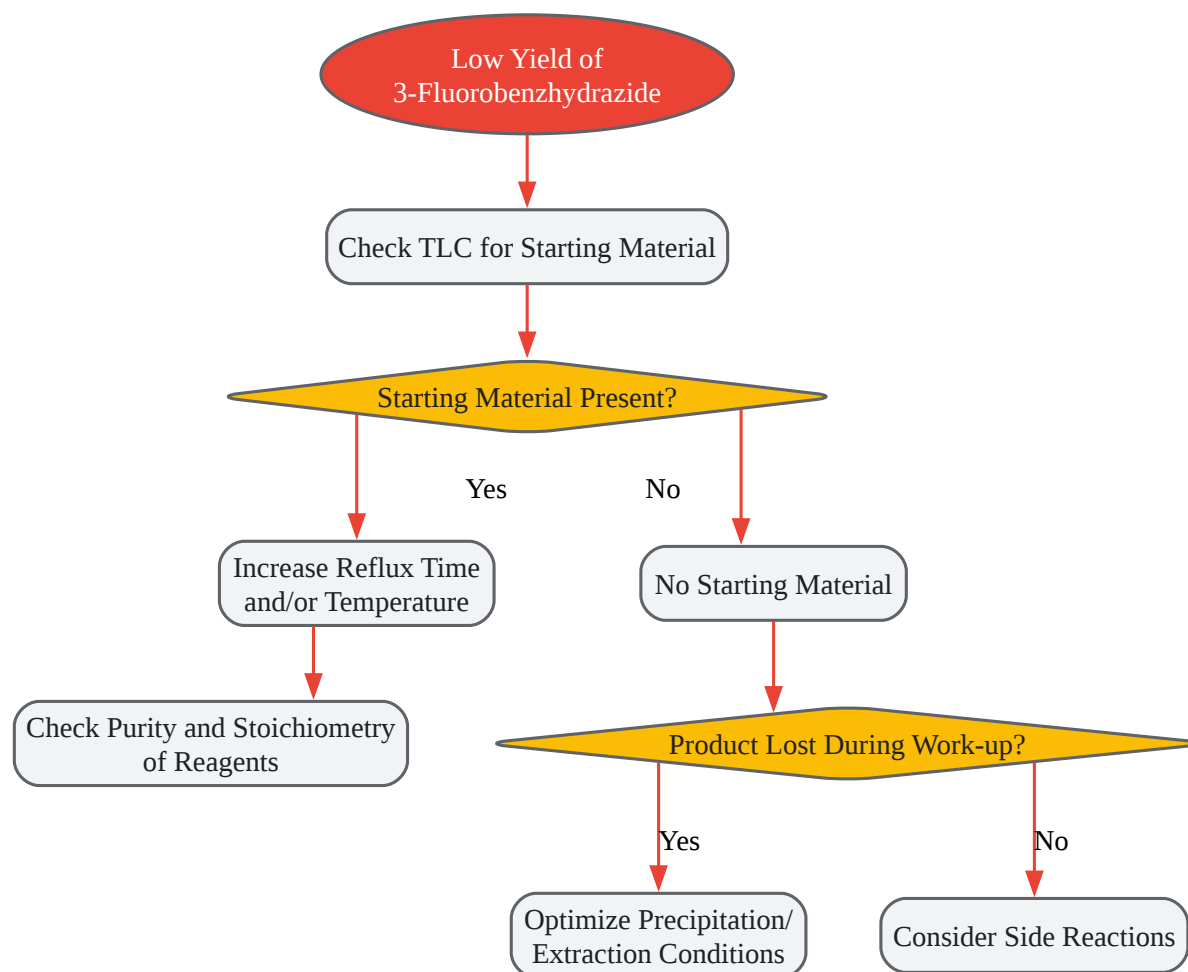 Low Yield of
3-Fluorobenzhydrazide
Check TLC for Starting Material
Starting Material Present?
Yes
No
Increase Reflux Time
and/or Temperature
No Starting Material
Check Purity and Stoichiometry
of Reagents
Product Lost During Work-up?
Yes
No
Optimize Precipitation/
Extraction Conditions
Consider Side Reactions